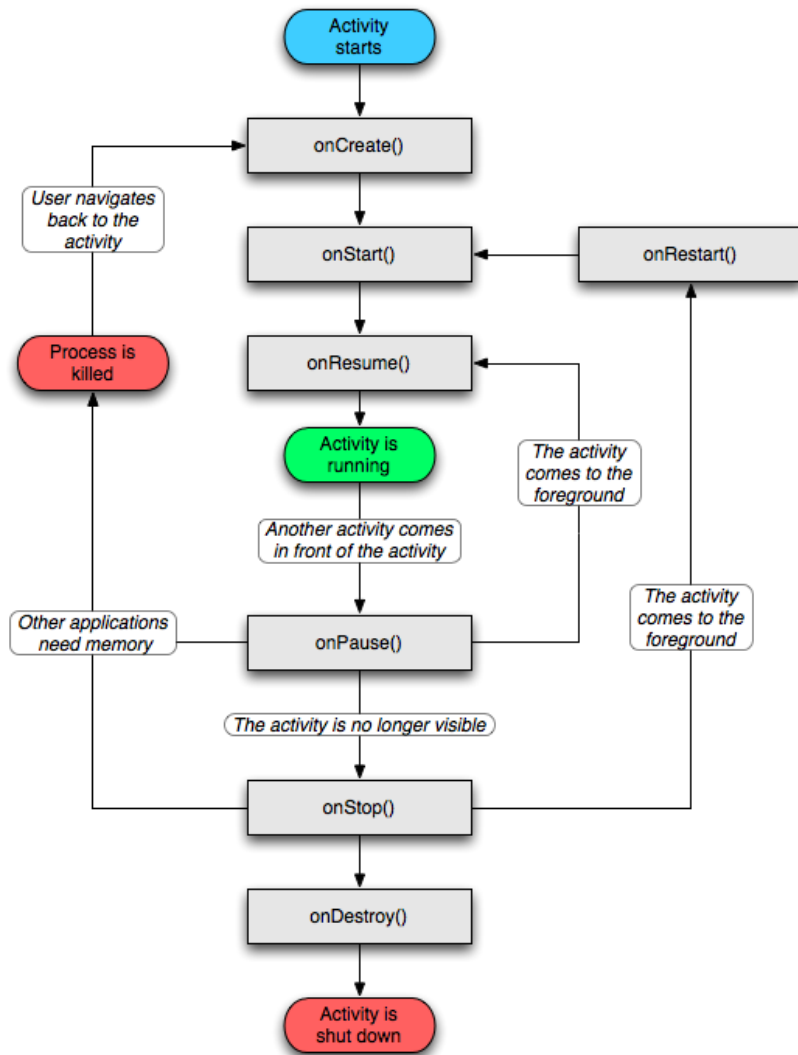 Activity
starts
onCreate()
User navigates
back to the
activity
onStart()
onRestart()
Process is
killed
onResume()
Activity is
running
The activity
comes to the
foreground
Another activity comes
in front of the activity
The activity
comes to the
foreground
Other applications
need memory
onPause()
The activity is no longer visible
onStop()
onDestroy()
Activity is
shut down